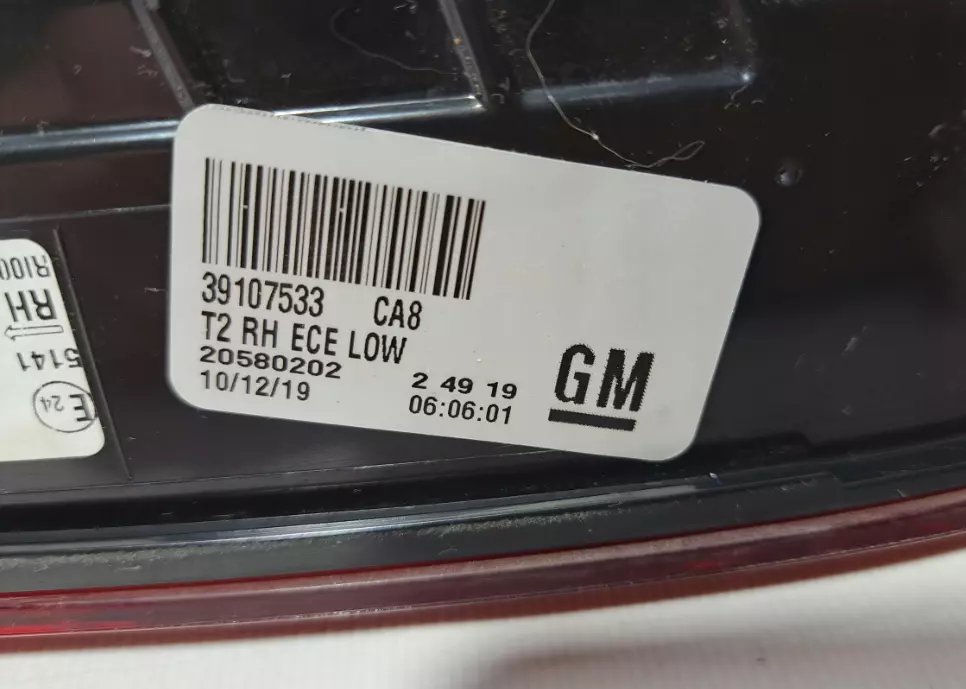 39107533 CA8
T2 RH ECE LOW
20580202 2 49 19
10/12/19 06:06:01
GM
E 24
5141
RH